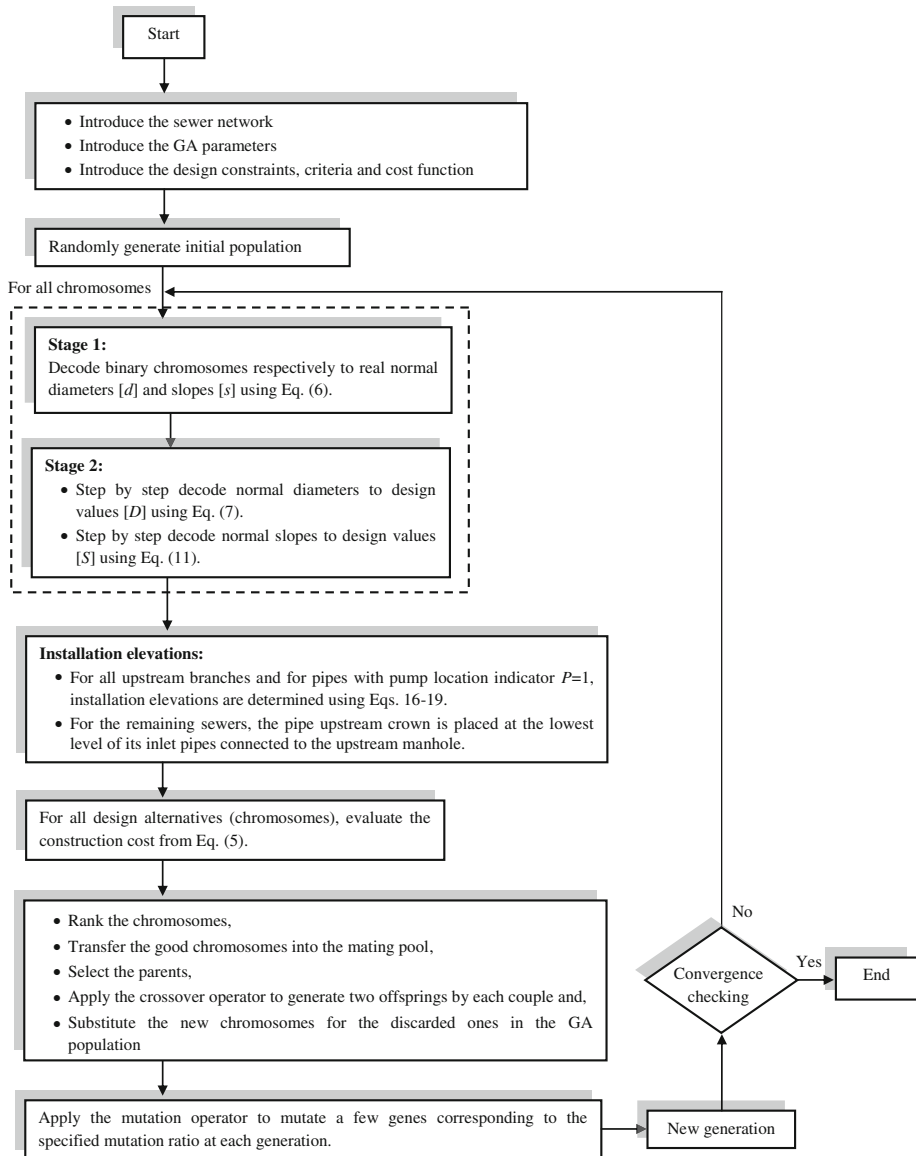 Start
• Introduce the sewer network
• Introduce the GA parameters
• Introduce the design constraints, criteria and cost function
Randomly generate initial population
For all chromosomes
Stage 1:
Decode binary chromosomes respectively to real normal
diameters [d] and slopes [s] using Eq. (6).
Stage 2:
• Step by step decode normal diameters to design
values [D] using Eq. (7).
• Step by step decode normal slopes to design values
[S] using Eq. (11).
Installation elevations:
• For all upstream branches and for pipes with pump location indicator P=1,
installation elevations are determined using Eqs. 16-19.
• For the remaining sewers, the pipe upstream crown is placed at the lowest
level of its inlet pipes connected to the upstream manhole.
For all design alternatives (chromosomes), evaluate the
construction cost from Eq. (5).
• Rank the chromosomes,
• Transfer the good chromosomes into the mating pool,
• Select the parents,
• Apply the crossover operator to generate two offsprings by each couple and,
• Substitute the new chromosomes for the discarded ones in the GA
population
Apply the mutation operator to mutate a few genes corresponding to the
specified mutation ratio at each generation.
New generation
Convergence
checking
No
Yes
End